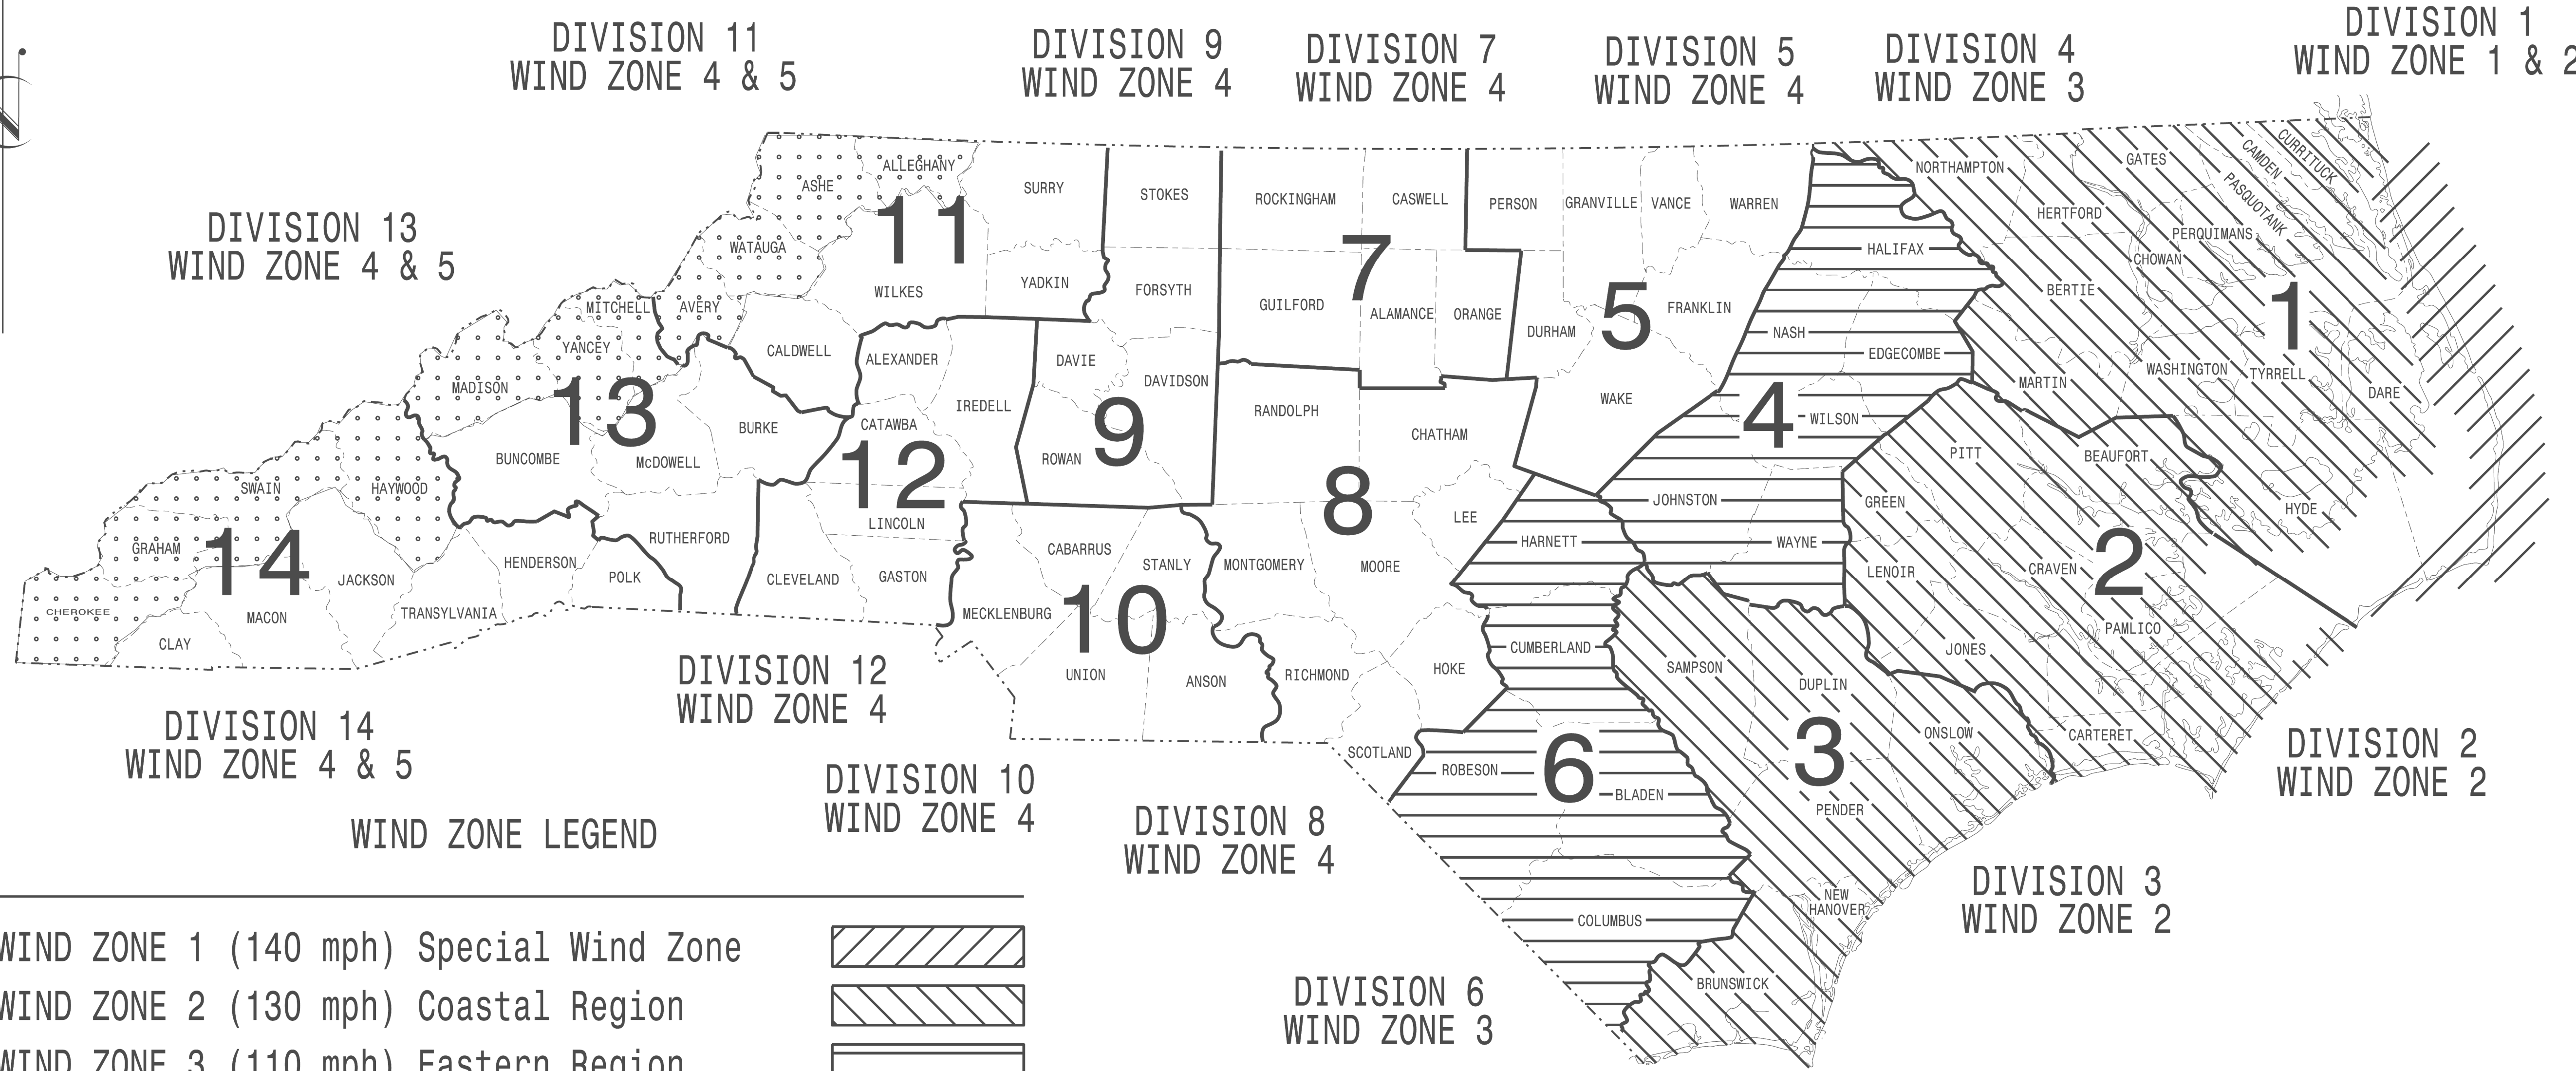 DIVISION 11
WIND ZONE 4 & 5
DIVISION 9
WIND ZONE 4
DIVISION 7
WIND ZONE 4
DIVISION 5
WIND ZONE 4
DIVISION 4
WIND ZONE 3
DIVISION 1
WIND ZONE 1 & 2
DIVISION 13
WIND ZONE 4 & 5
ALLEGHANY
ASHE
SURRY
STOKES
ROCKINGHAM
CASWELL
PERSON
GRANVILLE
VANCE
WARREN
NORTHAMPTON
GATES
CAMDEN
CURRITUCK
PASQUOTANK
HERTFORD
PERQUIMANS
CHOWAN
HALIFAX
BERTIE
WATAUGA
11
WILKES
YADKIN
FORSYTH
7
GUILFORD
ALAMANCE
ORANGE
DURHAM
5
FRANKLIN
NASH
EDGECOMBE
1
MITCHELL
AVERY
YANCEY
CALDWELL
ALEXANDER
DAVIE
DAVIDSON
MADISON
13
IREDELL
RANDOLPH
WAKE
MARTIN
WASHINGTON
TYRRELL
DARE
BURKE
CATAWBA
9
CHATHAM
4
WILSON
PITT
BEAUFORT
BUNCOMBE
McDOWELL
12
ROWAN
SWAIN
HAYWOOD
LINCOLN
8
LEE
JOHNSTON
GREEN
HYDE
GRAHAM
14
JACKSON
HENDERSON
RUTHERFORD
POLK
CLEVELAND
GASTON
CABARRUS
STANLY
MONTGOMERY
MOORE
HARNETT
WAYNE
LENOIR
CRAVEN
2
CHEROKEE
MACON
TRANSYLVANIA
MECKLENBURG
10
PAMLICO
CLAY
UNION
ANSON
RICHMOND
HOKE
CUMBERLAND
SAMPSON
DUPLIN
JONES
DIVISION 12
WIND ZONE 4
DIVISION 14
WIND ZONE 4 & 5
SCOTLAND
ROBESON
6
BLADEN
3
ONSLOW
PENDER
CARTERET
DIVISION 2
WIND ZONE 2
DIVISION 10
WIND ZONE 4
DIVISION 8
WIND ZONE 4
NEW
HANOVER
COLUMBUS
BRUNSWICK
DIVISION 3
WIND ZONE 2
DIVISION 6
WIND ZONE 3
WIND ZONE LEGEND
WIND ZONE 1 (140 mph) Special Wind Zone
WIND ZONE 2 (130 mph) Coastal Region
WIND ZONE 3 (110 mph) Eastern Region